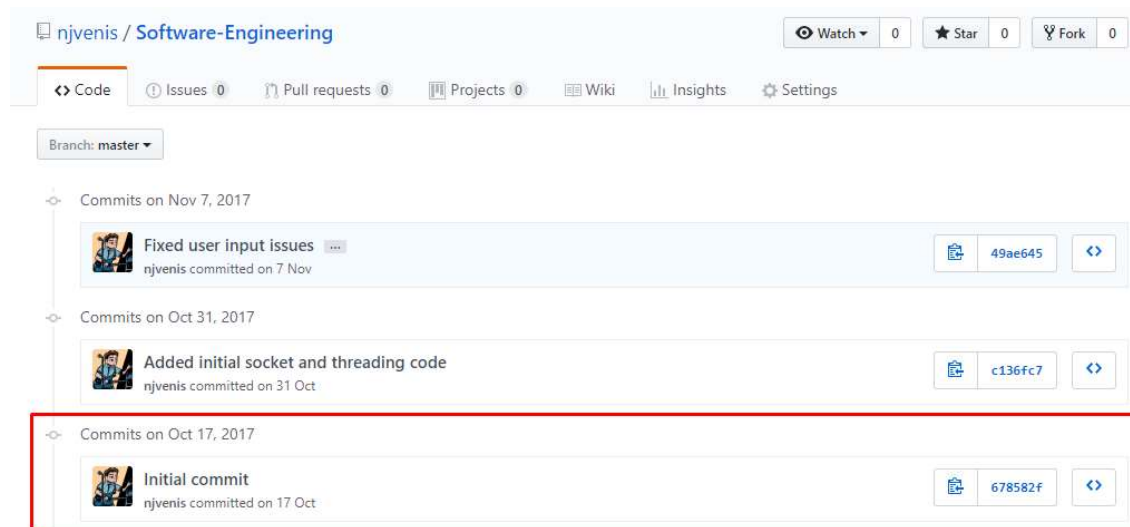 njvenis / Software-Engineering Watch 0 Star 0 Fork 0
Code Issues 0 Pull requests 0 Projects 0 Wiki Insights Settings
Branch: master
Commits on Nov 7, 2017
Fixed user input issues ...
49ae645
njvenis committed on 7 Nov
Commits on Oct 31, 2017
Added initial socket and threading code
c136fc7
njvenis committed on 31 Oct
Commits on Oct 17, 2017
Initial commit
678582f
njvenis committed on 17 Oct